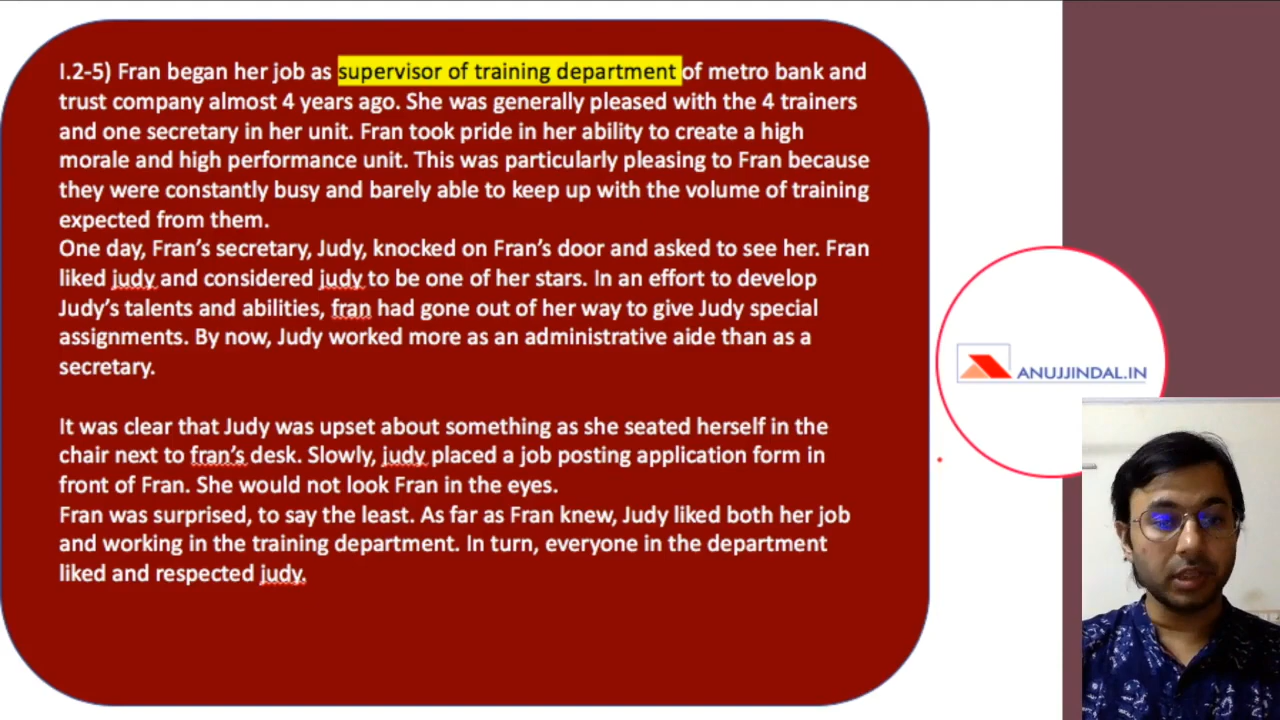 I.2-5) Fran began her job as supervisor of training department of metro bank and
trust company almost 4 years ago. She was generally pleased with the 4 trainers
and one secretary in her unit. Fran took pride in her ability to create a high
morale and high performance unit. This was particularly pleasing to Fran because
they were constantly busy and barely able to keep up with the volume of training
expected from them.
One day, Fran's secretary, Judy, knocked on Fran's door and asked to see her. Fran
liked judy and considered judy to be one of her stars. In an effort to develop
Judy's talents and abilities, fran had gone out of her way to give Judy special
assignments. By now, Judy worked more as an administrative aide than as a
secretary.
It was clear that Judy was upset about something as she seated herself in the
chair next to fran's desk. Slowly, judy placed a job posting application form in
front of Fran. She would not look Fran in the eyes.
Fran was surprised, to say the least. As far as Fran knew, Judy liked both her job
and working in the training department. In turn, everyone in the department
liked and respected judy.
ANUJJINDAL.IN